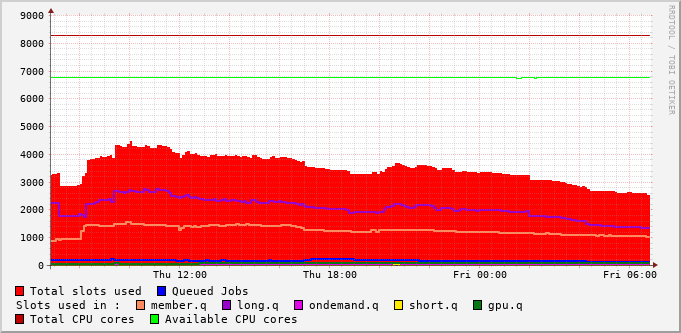 9000
8000
7000
6000
5000
4000
3000
2000
1000
0
Thu 12:00 Thu 18:00 Fri 00:00 Fri 06:00
Total slots used Queued Jobs
Slots used in : member.q long.q ondemand.q short.q gpu.q
Total CPU cores Available CPU cores
RRDTOOL / TOBI OETIKER